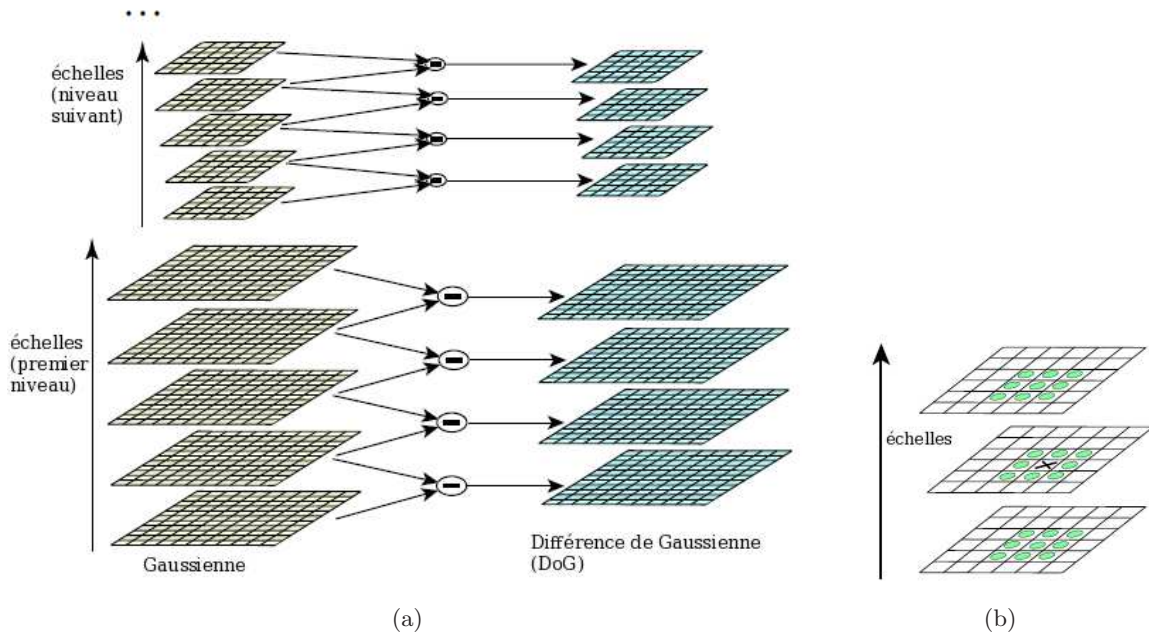 ...
échelles
(niveau
suivant)
échelles
(premier
niveau)
Gaussienne
Différence de Gaussienne
(DoG)
échelles
(a)
(b)